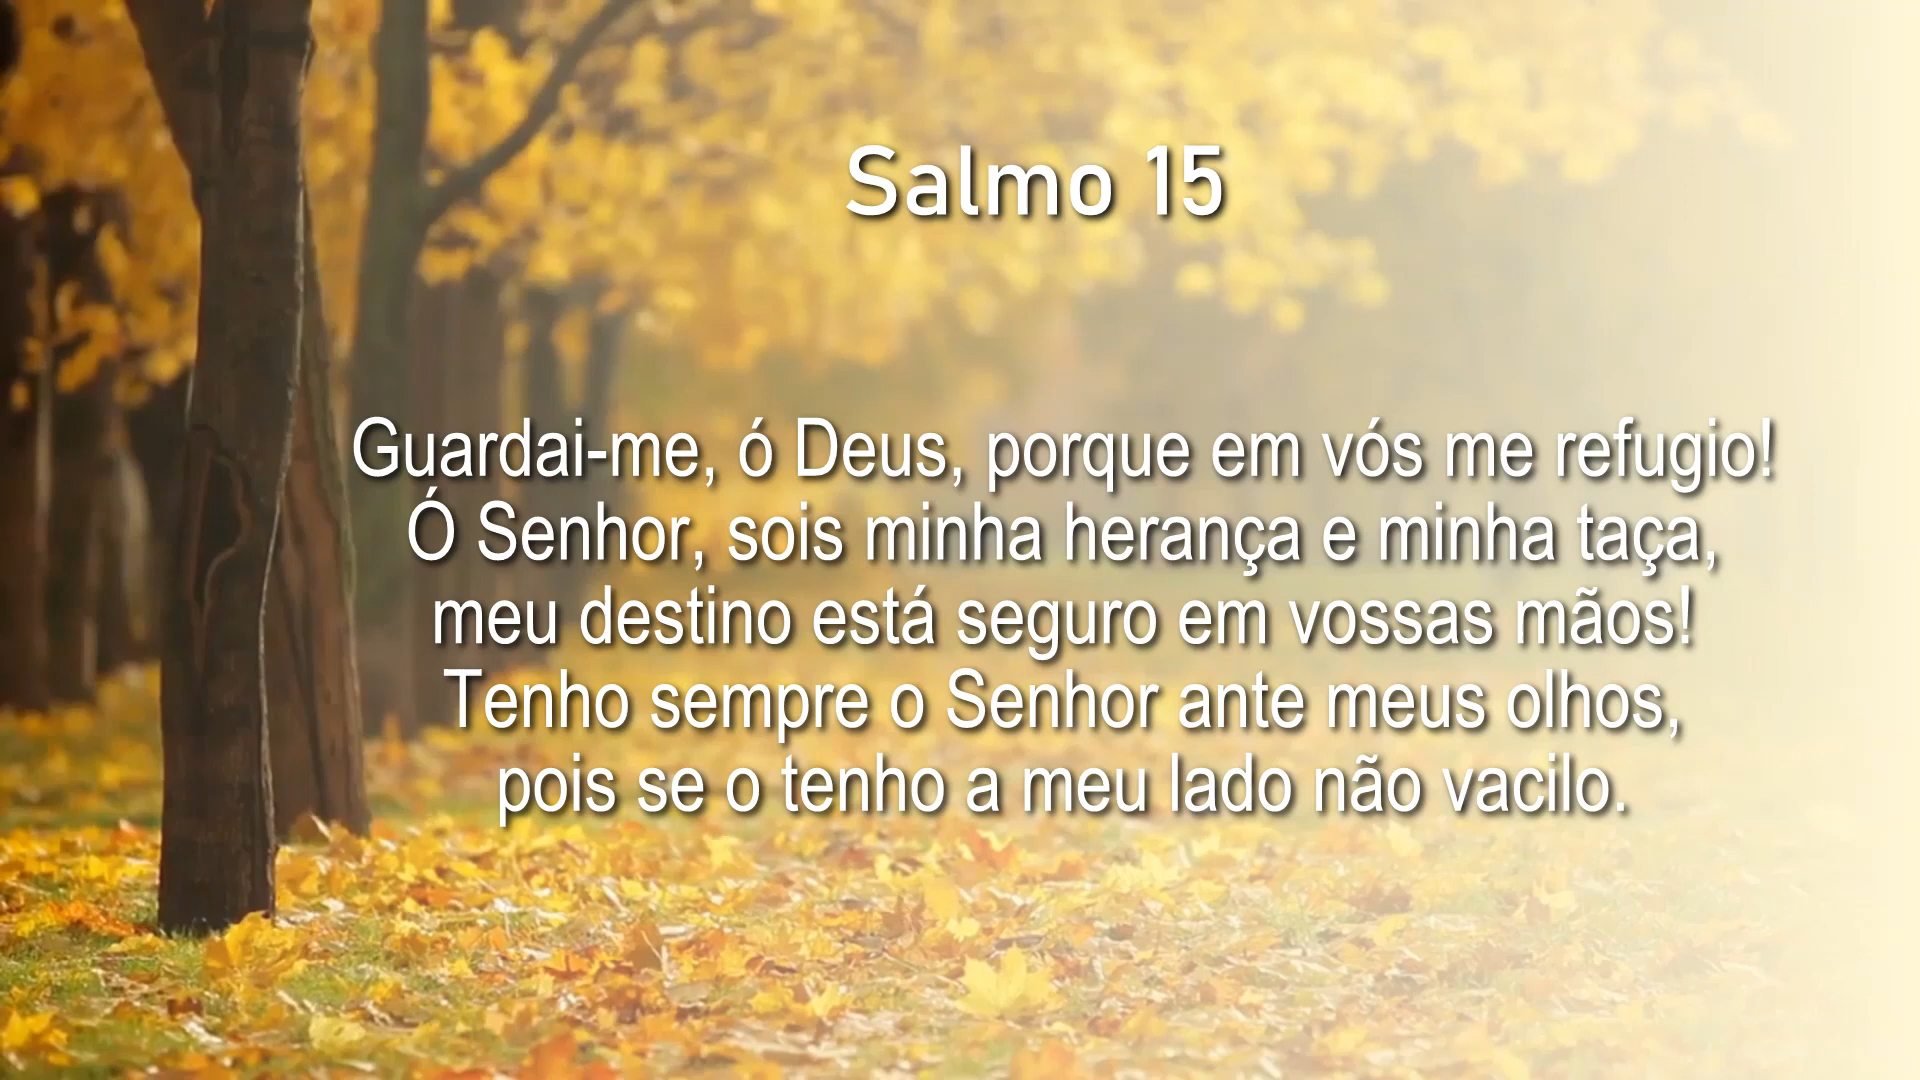 Salmo 15
Guardai-me, ó Deus, porque em vós me refugio!
Ó Senhor, sois minha herança e minha taça,
meu destino está seguro em vossas mãos!
Tenho sempre o Senhor ante meus olhos,
pois se o tenho a meu lado não vacilo.